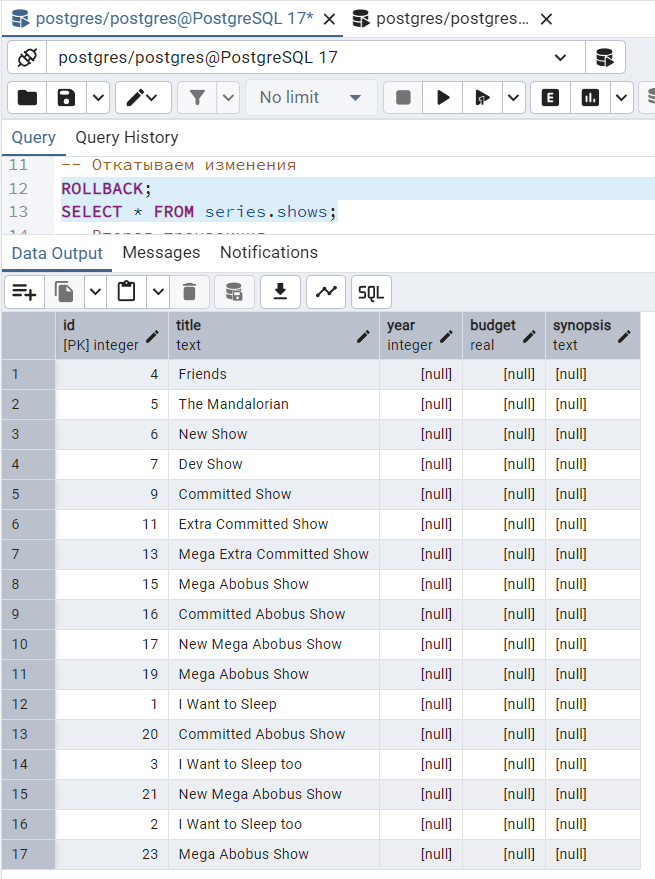 postgres/postgres@PostgreSQL 17* postgres/postgres...
postgres/postgres@PostgreSQL 17
No limit E
Query Query History
11 -- Откатываем изменения
12 ROLLBACK;
13 SELECT * FROM series.shows;
14 -- Вторая транзакция
Data Output Messages Notifications
SQL
id title year budget synopsis
[PK] integer text integer real text
1 4 Friends [null] [null] [null]
2 5 The Mandalorian [null] [null] [null]
3 6 New Show [null] [null] [null]
4 7 Dev Show [null] [null] [null]
5 9 Committed Show [null] [null] [null]
6 11 Extra Committed Show [null] [null] [null]
7 13 Mega Extra Committed Show [null] [null] [null]
8 15 Mega Abobus Show [null] [null] [null]
9 16 Committed Abobus Show [null] [null] [null]
10 17 New Mega Abobus Show [null] [null] [null]
11 19 Mega Abobus Show [null] [null] [null]
12 1 I Want to Sleep [null] [null] [null]
13 20 Committed Abobus Show [null] [null] [null]
14 3 I Want to Sleep too [null] [null] [null]
15 21 New Mega Abobus Show [null] [null] [null]
16 2 I Want to Sleep too [null] [null] [null]
17 23 Mega Abobus Show [null] [null] [null]